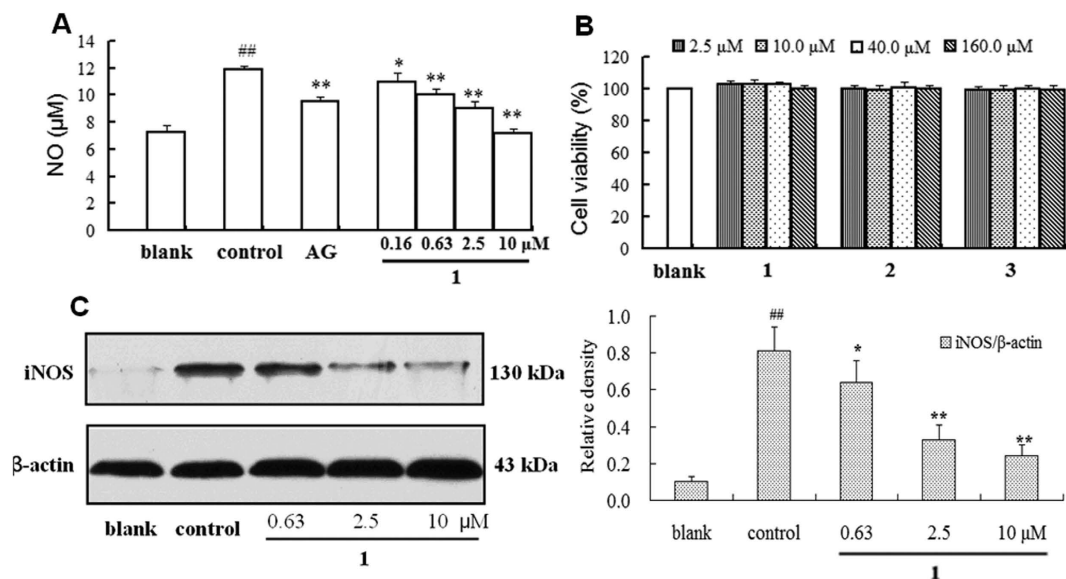 A
NO (µM)
14
12
10
8
6
4
2
0
##
**
*
**
**
**
blank control AG 0.16 0.63 2.5 10 µM
1
B
2.5 µM 10.0 µM 40.0 µM 160.0 µM
Cell viability (%)
120
100
80
60
40
20
0
blank 1 2 3
C
iNOS 130 kDa
β-actin 43 kDa
blank control 0.63 2.5 10 µM
1
Relative density
1.0
0.8
0.6
0.4
0.2
0.0
##
*
**
**
iNOS/β-actin
blank control 0.63 2.5 10 µM
1